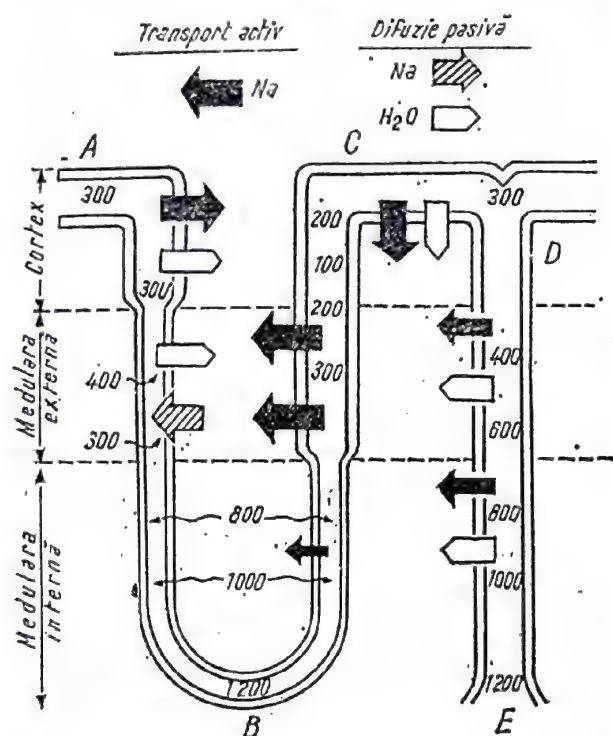 Transport activ
Difuzie pasivă
Na
Na
H₂O
A
C
300
300
Cortex
200
D
100
300
200
Medulara externă
400
400
300
300
600
Medulara internă
800
800
1000
1000
1200
1200
B
E